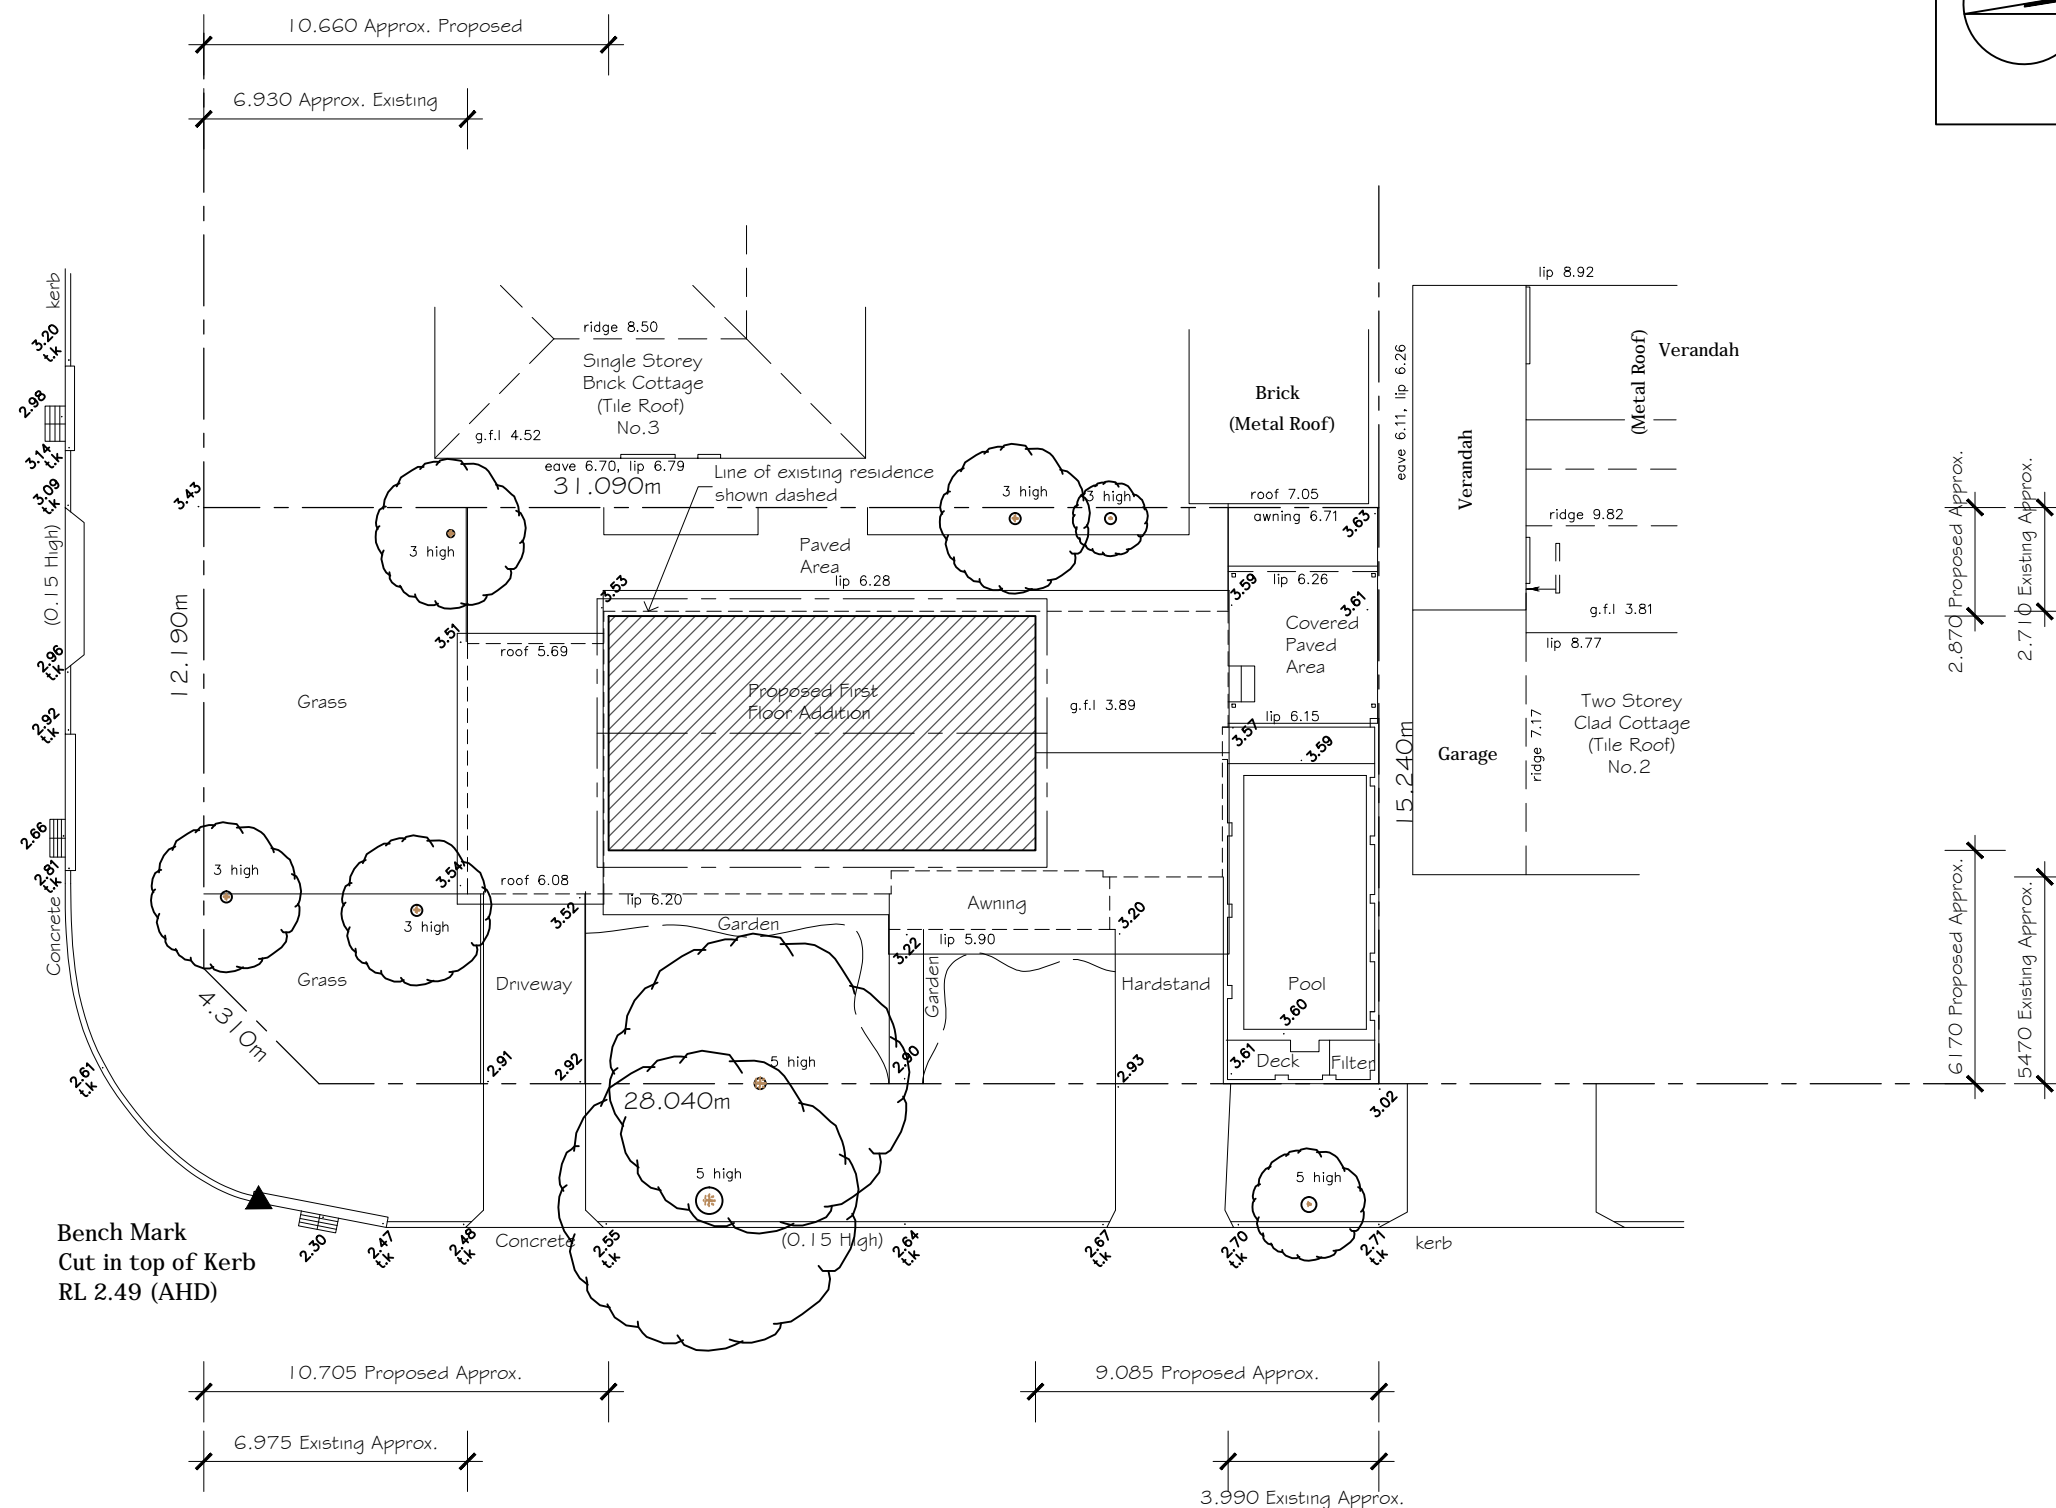 10.660 Approx. Proposed
6.930 Approx. Existing
kerb
3.20
t.k
2.98
3.14
t.k
3.09
t.k
3.43
(0.15 High)
2.96
t.k
2.92
t.k
2.66
2.81
t.k
Concrete
2.61
t.k
12.190m
4.310m
ridge 8.50
Single Storey
Brick Cottage
(Tile Roof)
No.3
g.f.l 4.52
eave 6.70, lip 6.79
31.090m
Line of existing residence
shown dashed
3 high
3 high
3 high
Brick
(Metal Roof)
roof 7.05
awning 6.71
3.63
eave 6.11, lip 6.26
Verandah
lip 8.92
(Metal Roof)
Verandah
ridge 9.82
g.f.l 3.81
lip 8.77
Two Storey
Clad Cottage
(Tile Roof)
No.2
Garage
ridge 7.17
15.240m
2.870 Proposed Approx.
2.710 Existing Approx.
6170 Proposed Approx.
5470 Existing Approx.
Paved
Area
lip 6.28
3.53
3.51
roof 5.69
3.59
lip 6.26
3.61
Covered
Paved
Area
lip 6.15
3.57
3.59
Grass
Proposed First
Floor Addition
g.f.l 3.89
3 high
3 high
3.54
roof 6.08
3.52
lip 6.20
Garden
Awning
3.20
3.22
lip 5.90
Garden
Grass
Driveway
Hardstand
Pool
3.60
3.61
Deck
Filter
2.91
2.92
5 high
2.90
2.93
28.040m
3.02
5 high
5 high
Bench Mark
Cut in top of Kerb
RL 2.49 (AHD)
2.30
2.47
t.k
2.48
t.k
Concrete
2.55
t.k
(0.15 High)
2.64
t.k
2.67
t.k
2.70
t.k
2.71
t.k
kerb
10.705 Proposed Approx.
9.085 Proposed Approx.
6.975 Existing Approx.
3.990 Existing Approx.